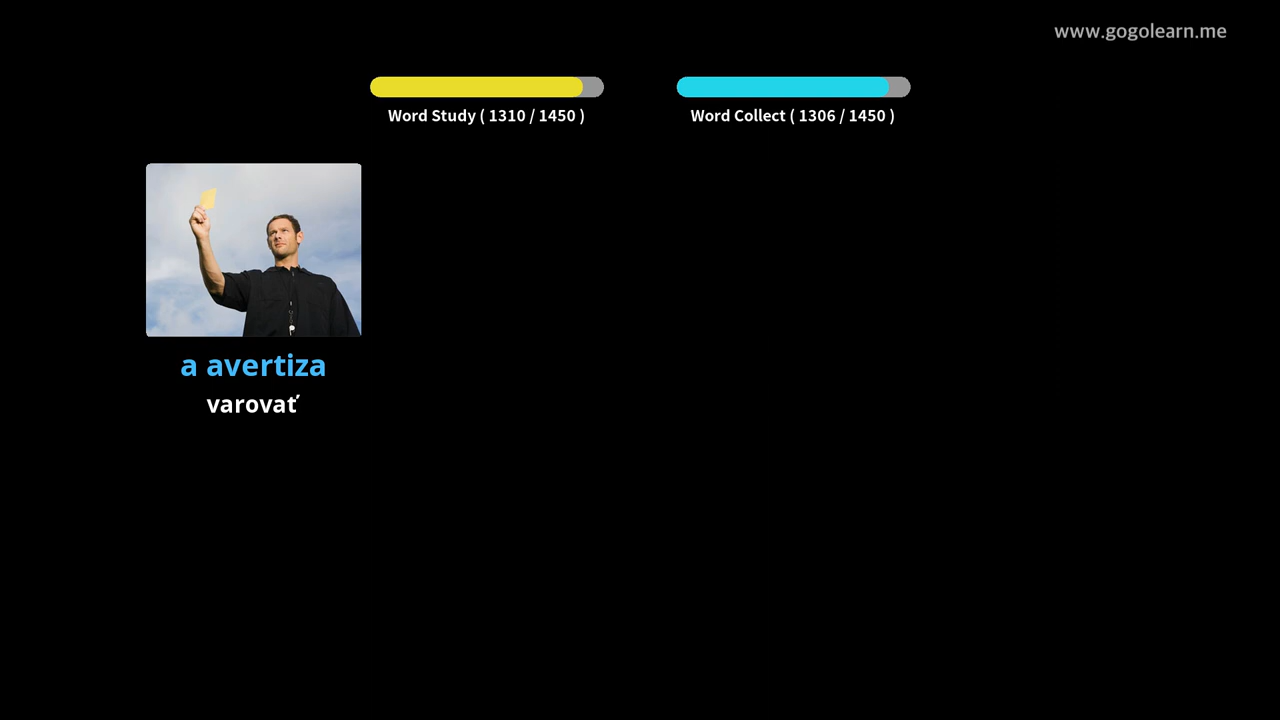 www.gogolearn.me
Word Study ( 1310 / 1450 )
Word Collect ( 1306 / 1450 )
a avertiza
varovať